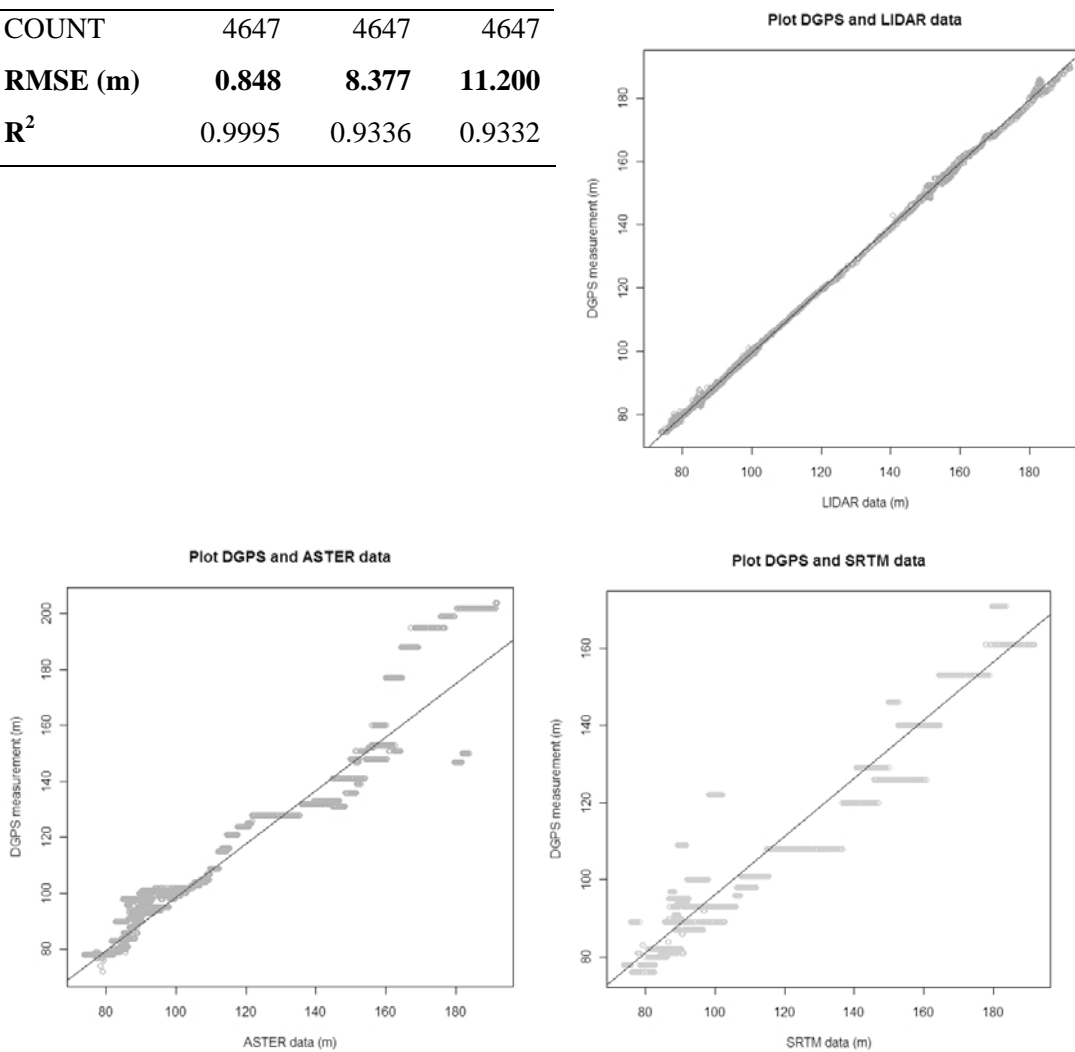 COUNT 4647 4647 4647
RMSE (m) 0.848 8.377 11.200
R² 0.9995 0.9336 0.9332
Plot DGPS and LIDAR data
DGPS measurement (m)
180
160
140
120
100
80
80 100 120 140 160 180
LIDAR data (m)
Plot DGPS and ASTER data
DGPS measurement (m)
200
180
160
140
120
100
80
80 100 120 140 160 180
ASTER data (m)
Plot DGPS and SRTM data
DGPS measurement (m)
160
140
120
100
80
80 100 120 140 160 180
SRTM data (m)